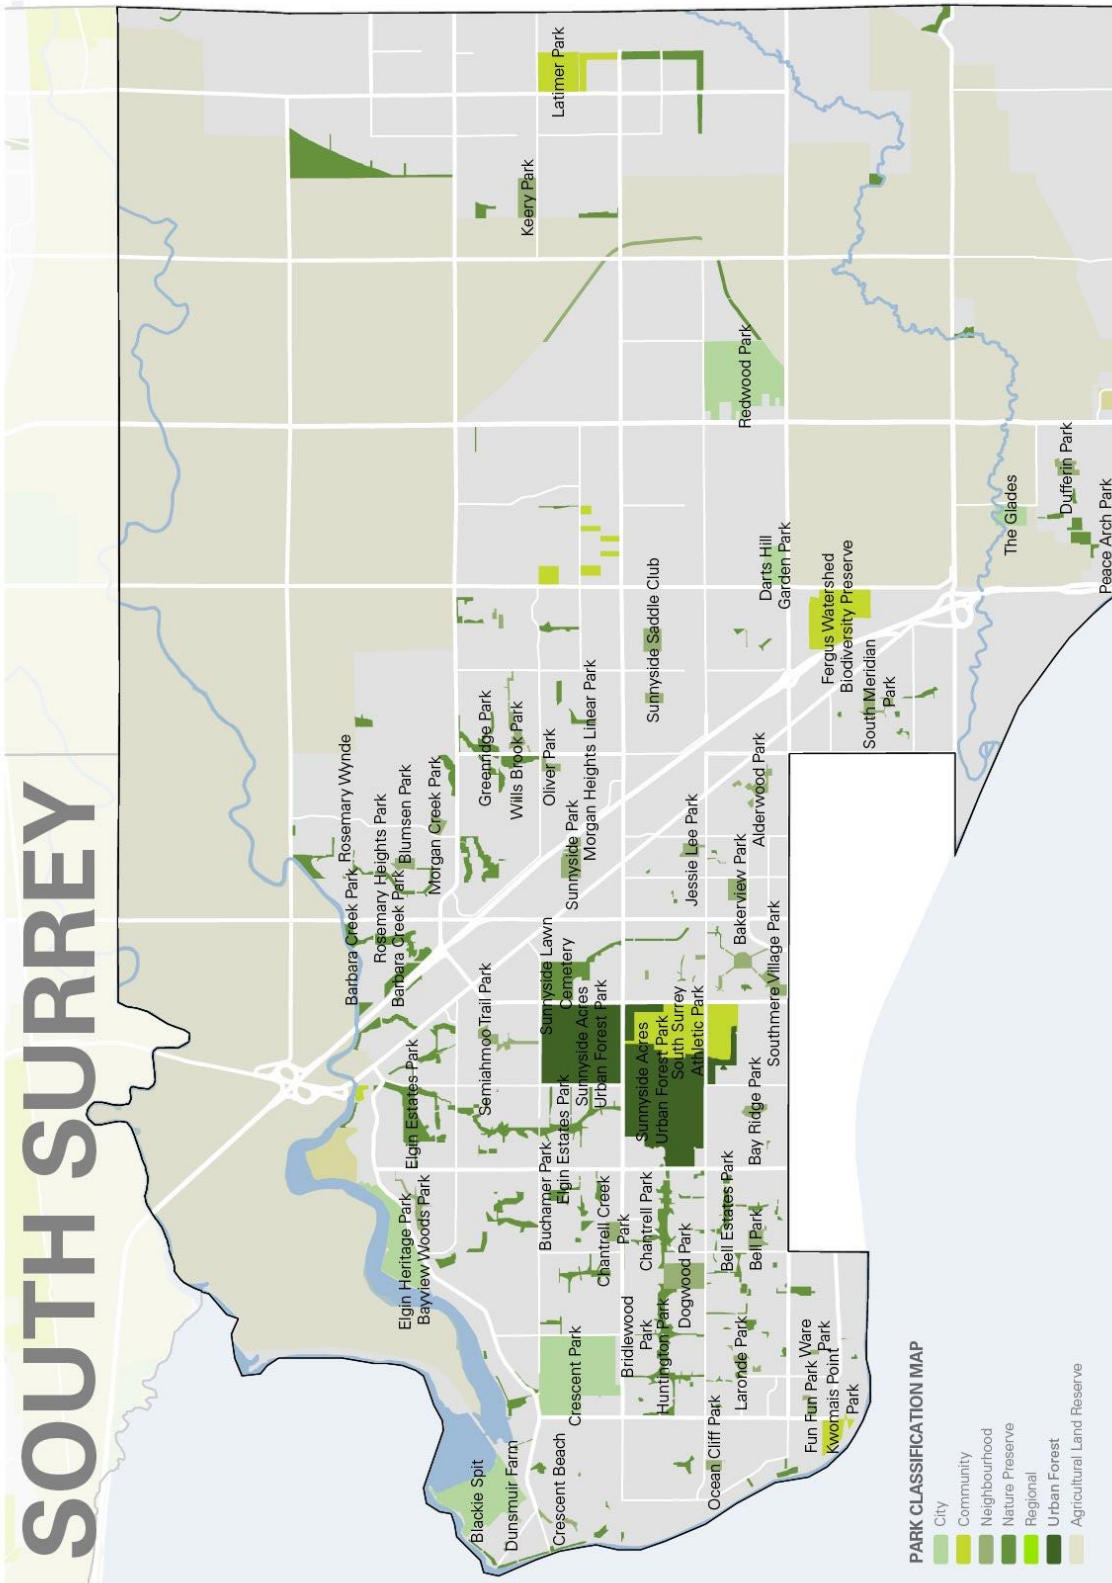 SOUTH SURREY
Blackie Spit
Dunsmuir Farm
Crescent Beach
Crescent Park
Elgin Heritage Park
Bayview Woods Park
Elgin Estates Park
Semiahmoo Trail Park
Barbara Creek Park
Rosemary Heights Park
Barbara Creek Park
Rosemary Wynde
Blumsen Park
Morgan Creek Park
Greenridge Park
Wills Brook Park
Oliver Park
Morgan Heights Linear Park
Sunnyside Park
Sunnyside Lawn
Cemetery
Sunnyside Acres
Urban Forest Park
Buchamer Park
Elgin Estates Park
Chantrell Creek
Park
Chantrell Park
Bridlewood
Park
Huntington Park
Dogwood Park
Sunnyside Acres
Urban Forest Park
South Surrey
Athletic Park
Ocean Cliff Park
Laronde Park
Bell Estates Park
Bell Park
Bay Ridge Park
Southmere Village Park
Bakerview Park
Jessie Lee Park
Alderwood Park
Fun Fun Park
Ware
Park
Kwomais Point
Park
Sunnyside Saddle Club
Darts Hill
Garden Park
Fergus Watershed
Biodiversity Preserve
South Meridian
Park
Redwood Park
Keery Park
Latimer Park
The Glades
Dufferin Park
Peace Arch Park
PARK CLASSIFICATION MAP
City
Community
Neighbourhood
Nature Preserve
Regional
Urban Forest
Agricultural Land Reserve